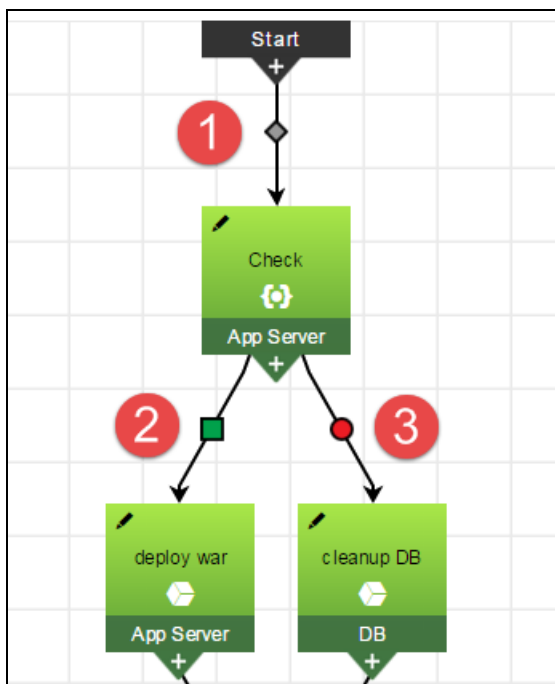 Start
1
Check
App Server
2
3
deploy war
App Server
cleanup DB
DB